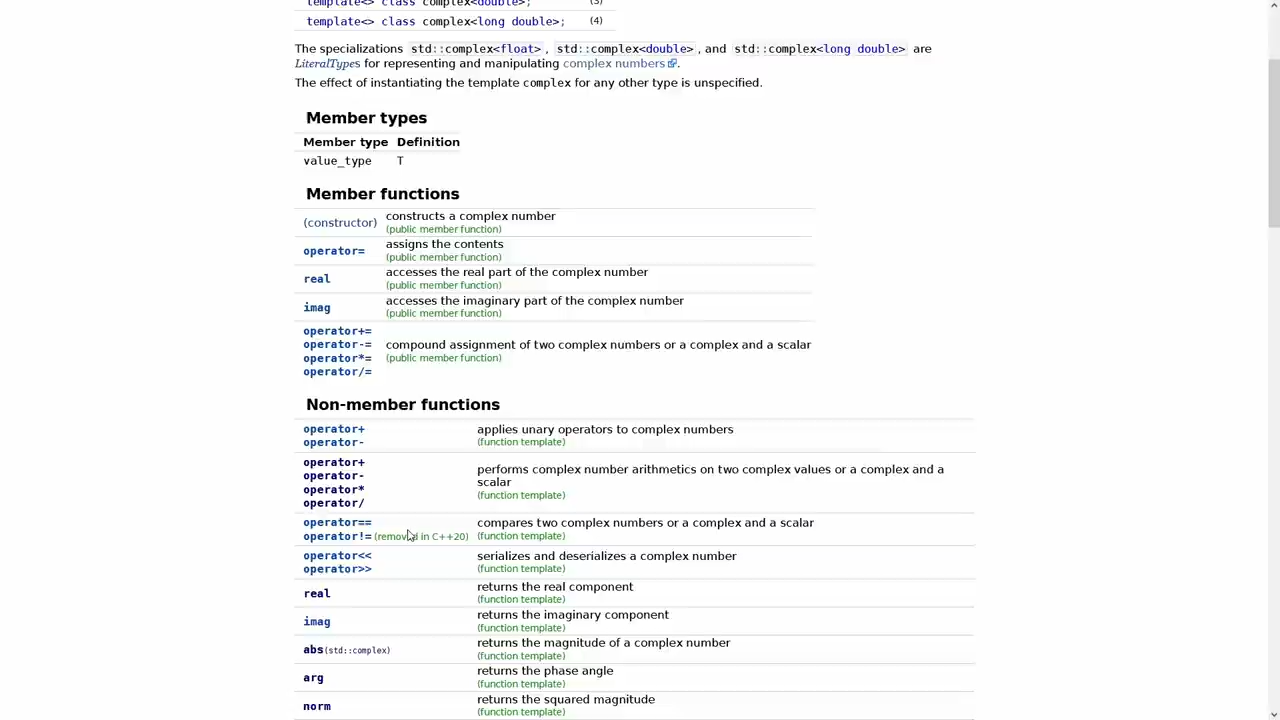 template<> class complex<double>; (3)
template<> class complex<long double>; (4)
The specializations std::complex<float>, std::complex<double>, and std::complex<long double> are
LiteralTypes for representing and manipulating complex numbers.
The effect of instantiating the template complex for any other type is unspecified.
Member types
Member type Definition
value_type T
Member functions
(constructor) constructs a complex number
(public member function)
operator= assigns the contents
(public member function)
real accesses the real part of the complex number
(public member function)
imag accesses the imaginary part of the complex number
(public member function)
operator+=
operator-=
operator*=
operator/=
compound assignment of two complex numbers or a complex and a scalar
(public member function)
Non-member functions
operator+
operator-
applies unary operators to complex numbers
(function template)
operator+
operator-
operator*
operator/
performs complex number arithmetics on two complex values or a complex and a
scalar
(function template)
operator==
operator!= (removed in C++20)
compares two complex numbers or a complex and a scalar
(function template)
operator<<
operator>>
serializes and deserializes a complex number
(function template)
real returns the real component
(function template)
imag returns the imaginary component
(function template)
abs(std::complex) returns the magnitude of a complex number
(function template)
arg returns the phase angle
(function template)
norm returns the squared magnitude
(function template)